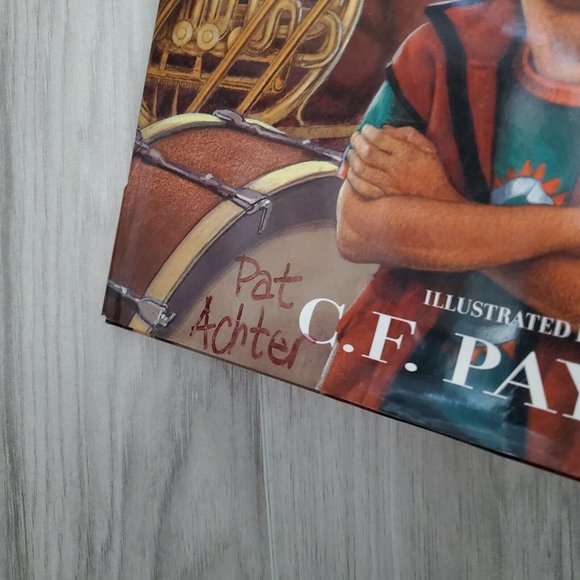 Pat
Achter
ILLUSTRATED
C.F. PAY